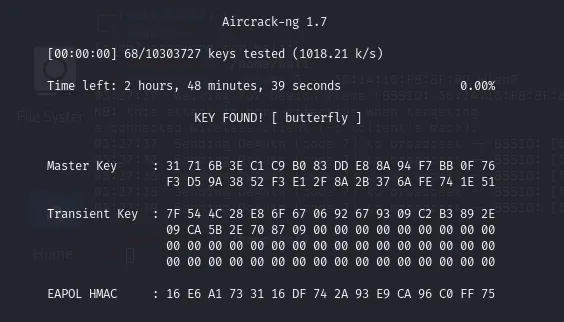 Aircrack-ng 1.7
[00:00:00] 68/10303727 keys tested (1018.21 k/s)
Time left: 2 hours, 48 minutes, 39 seconds 0.00%
KEY FOUND! [ butterfly ]
Master Key : 31 71 6B 3E C1 C9 B0 83 DD E8 8A 94 F7 BB 0F 76
F3 D5 9A 38 52 F3 E1 2F 8A 2B 37 6A FE 74 1E 51
Transient Key : 7F 54 4C 28 E8 6F 67 06 92 67 93 09 C2 B3 89 2E
09 CA 5B 2E 70 87 09 00 00 00 00 00 00 00 00 00
00 00 00 00 00 00 00 00 00 00 00 00 00 00 00 00
00 00 00 00 00 00 00 00 00 00 00 00 00 00 00 00
EAPOL HMAC : 16 E6 A1 73 31 16 DF 74 2A 93 E9 CA 96 C0 FF 75
File System
Home